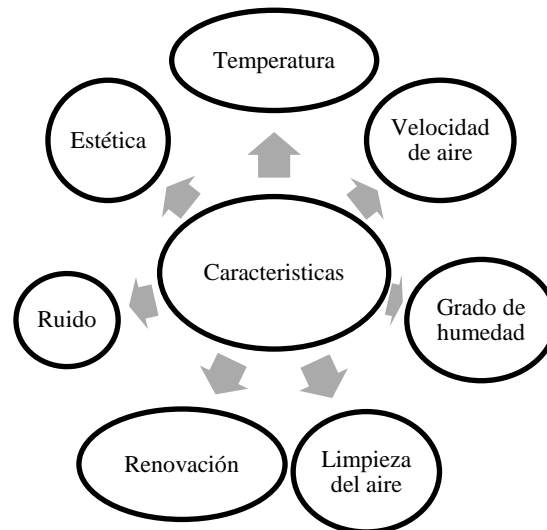 Temperatura
Estética
Velocidad
de aire
Caracteristicas
Ruido
Grado de
humedad
Renovación
Limpieza
del aire